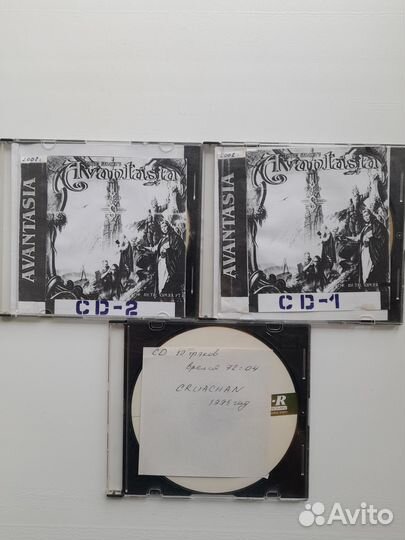 2002
AVANTASIA
Avantasia
CD-2
2002
AVANTASIA
Avantasia
CD-1
CD 17 треков
Время 72:04
CRUACHAN
1995 год
-R
Avito